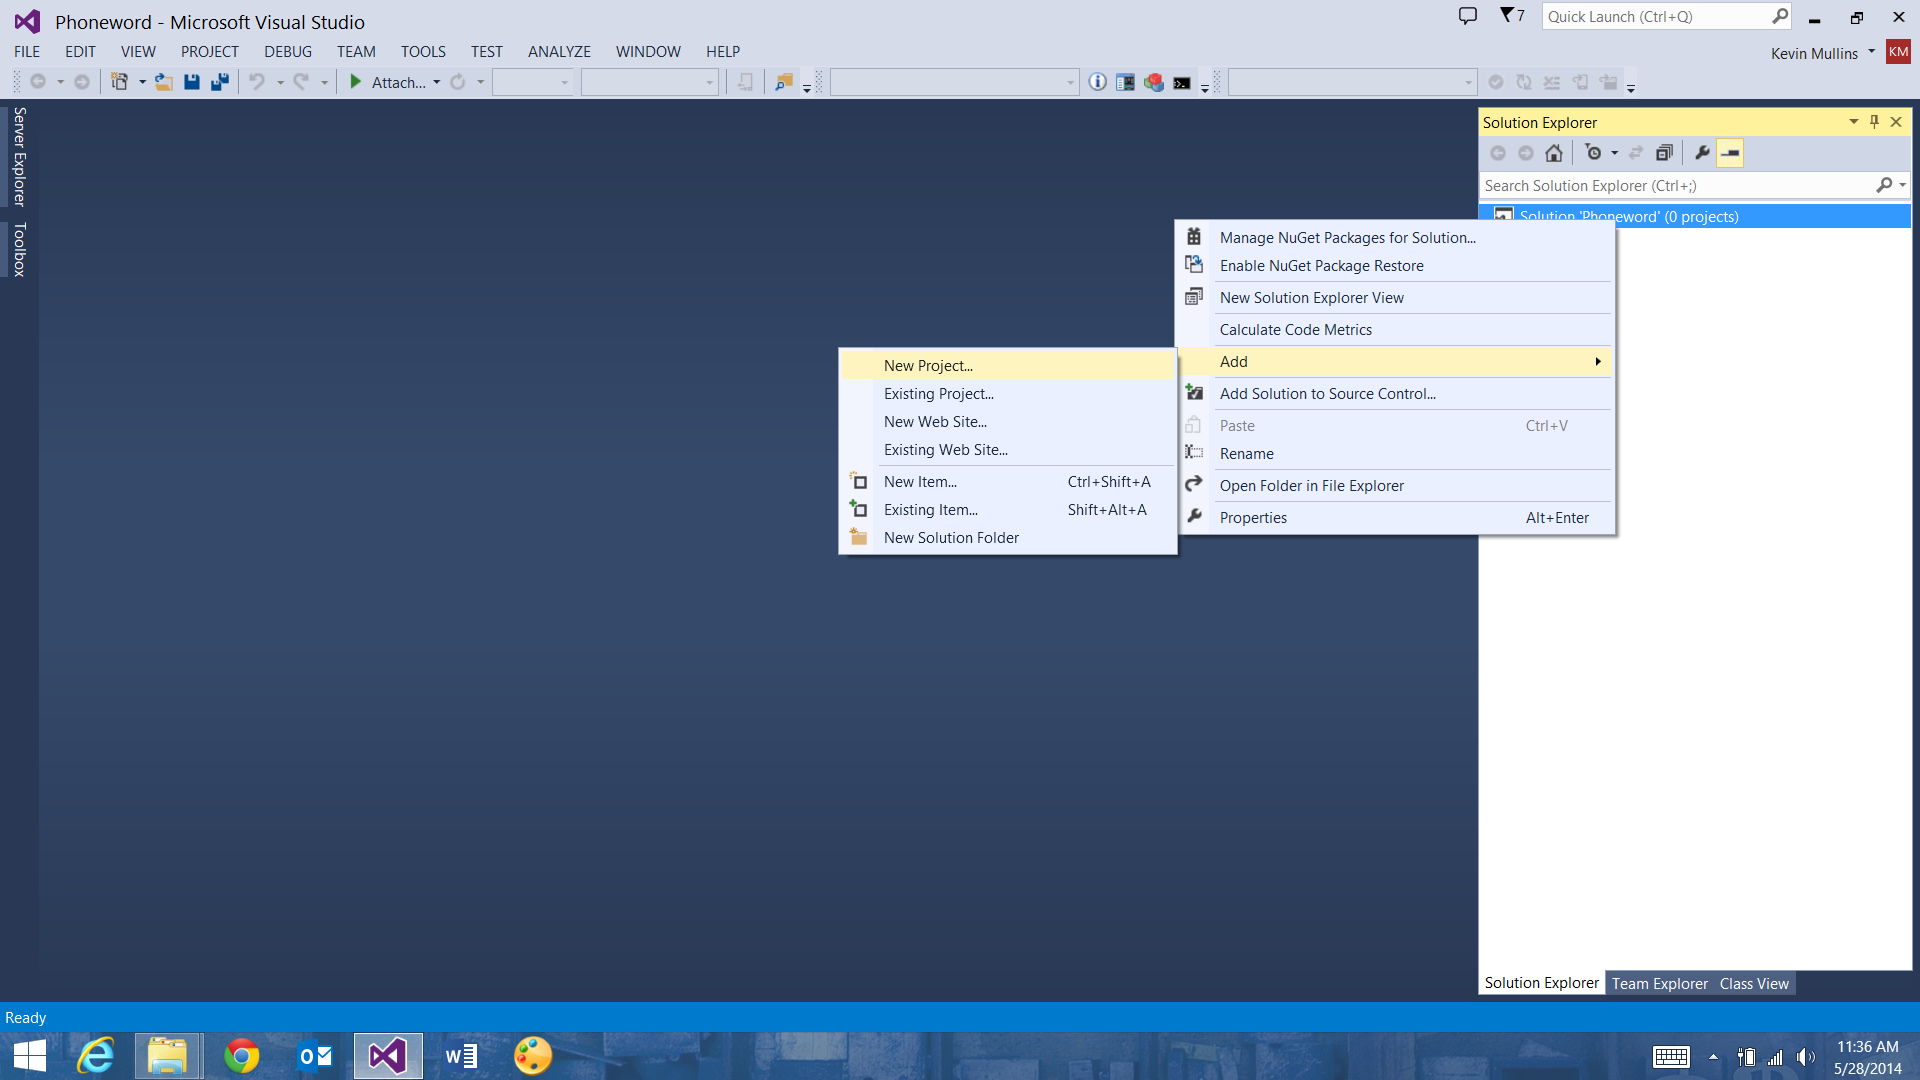 Phoneword - Microsoft Visual Studio
7
Quick Launch (Ctrl+Q)
FILE EDIT VIEW PROJECT DEBUG TEAM TOOLS TEST ANALYZE WINDOW HELP
Kevin Mullins KM
Attach...
Server Explorer
Toolbox
Solution Explorer
Search Solution Explorer (Ctrl+;)
Solution 'Phoneword' (0 projects)
Manage NuGet Packages for Solution...
Enable NuGet Package Restore
New Solution Explorer View
Calculate Code Metrics
Add
Add Solution to Source Control...
Paste Ctrl+V
Rename
Open Folder in File Explorer
Properties Alt+Enter
New Project...
Existing Project...
New Web Site...
Existing Web Site...
New Item... Ctrl+Shift+A
Existing Item... Shift+Alt+A
New Solution Folder
Solution Explorer Team Explorer Class View
Ready
11:36 AM
5/28/2014